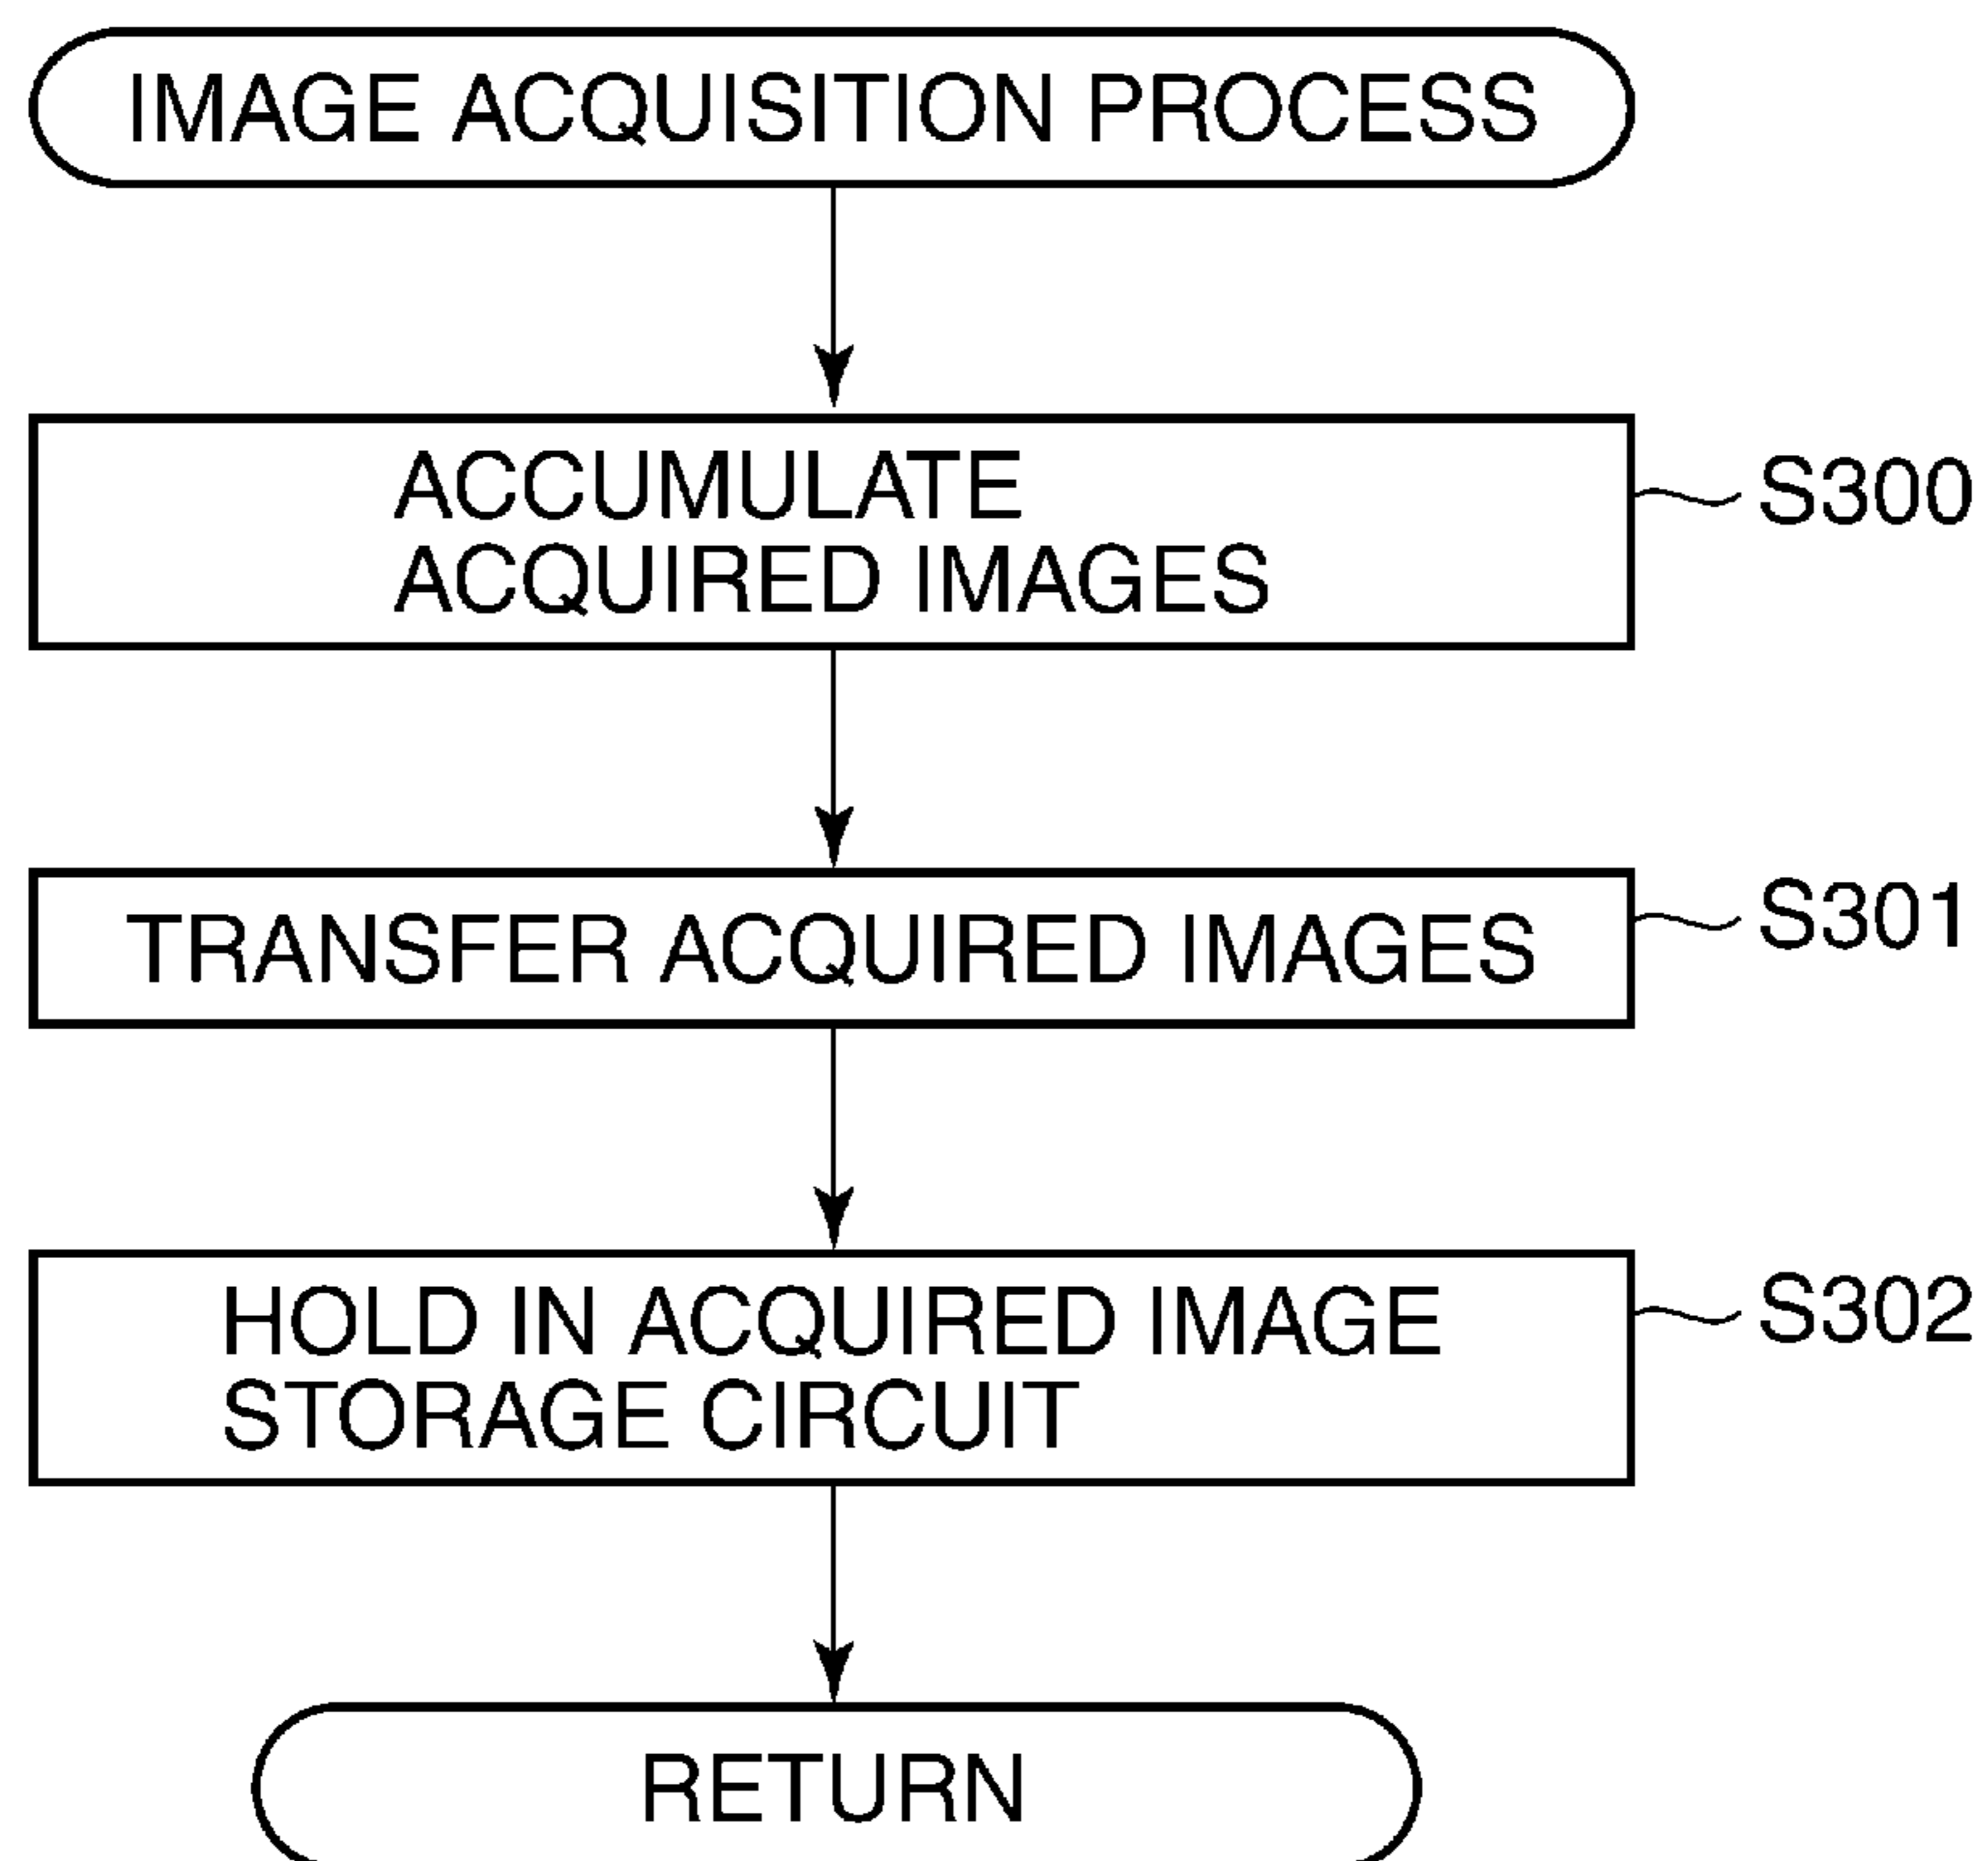 IMAGE ACQUISITION PROCESS
ACCUMULATE
ACQUIRED IMAGES
S300
TRANSFER ACQUIRED IMAGES
S301
HOLD IN ACQUIRED IMAGE
STORAGE CIRCUIT
S302
RETURN